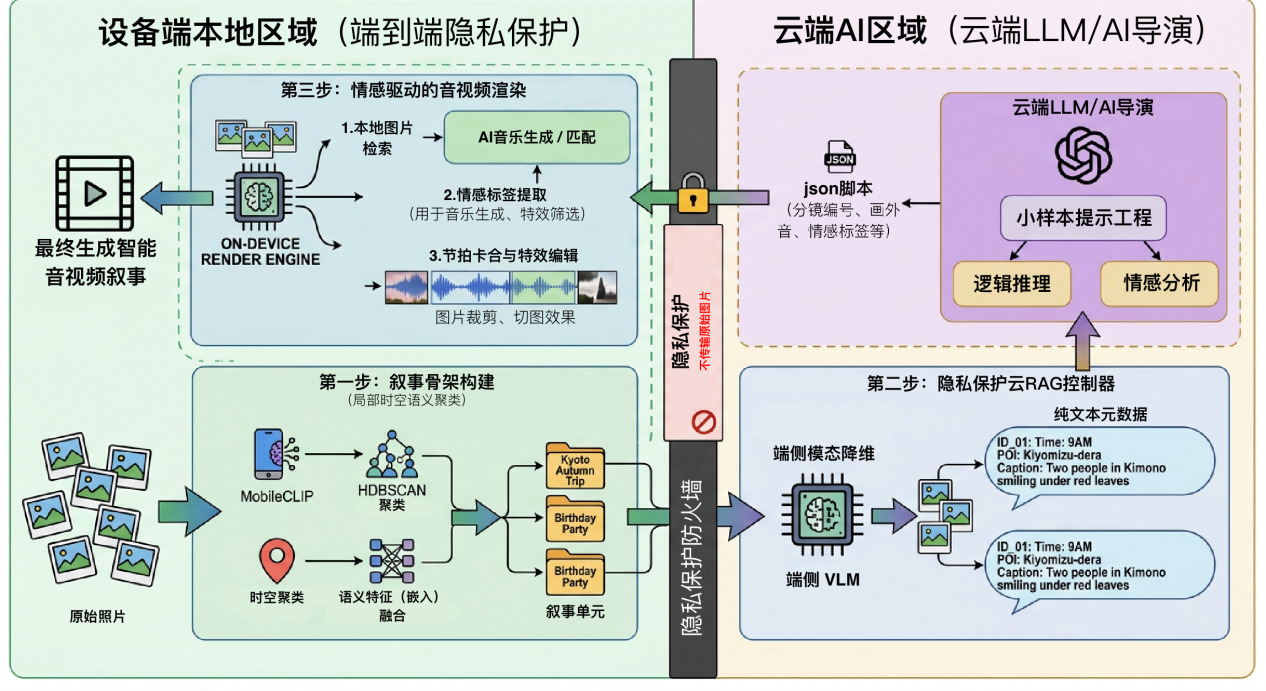 设备端本地区域（端到端隐私保护）
云端AI区域（云端LLM/AI导演）
第三步：情感驱动的音视频渲染
1.本地图片
检索
AI音乐生成 / 匹配
2.情感标签提取
（用于音乐生成、特效筛选）
ON-DEVICE
RENDER ENGINE
3.节拍卡合与特效编辑
图片裁剪、切图效果
最终生成智能
音视频叙事
隐私保护
不传输原始图片
隐私保护防火墙
JSON
json脚本
（分镜编号、画外
音、情感标签等）
云端LLM/AI导演
小样本提示工程
逻辑推理
情感分析
第一步：叙事骨架构建
（局部时空语义聚类）
原始照片
MobileCLIP
HDBSCAN
聚类
时空聚类
语义特征（嵌入）
融合
Kyoto
Autumn
Trip
Birthday
Party
Birthday
Party
叙事单元
第二步：隐私保护云RAG控制器
纯文本元数据
端侧模态降维
端侧 VLM
ID_01: Time: 9AM
POI: Kiyomizu-dera
Caption: Two people in Kimono
smiling under red leaves
ID_01: Time: 9AM
POI: Kiyomizu-dera
Caption: Two people in Kimono
smiling under red leaves